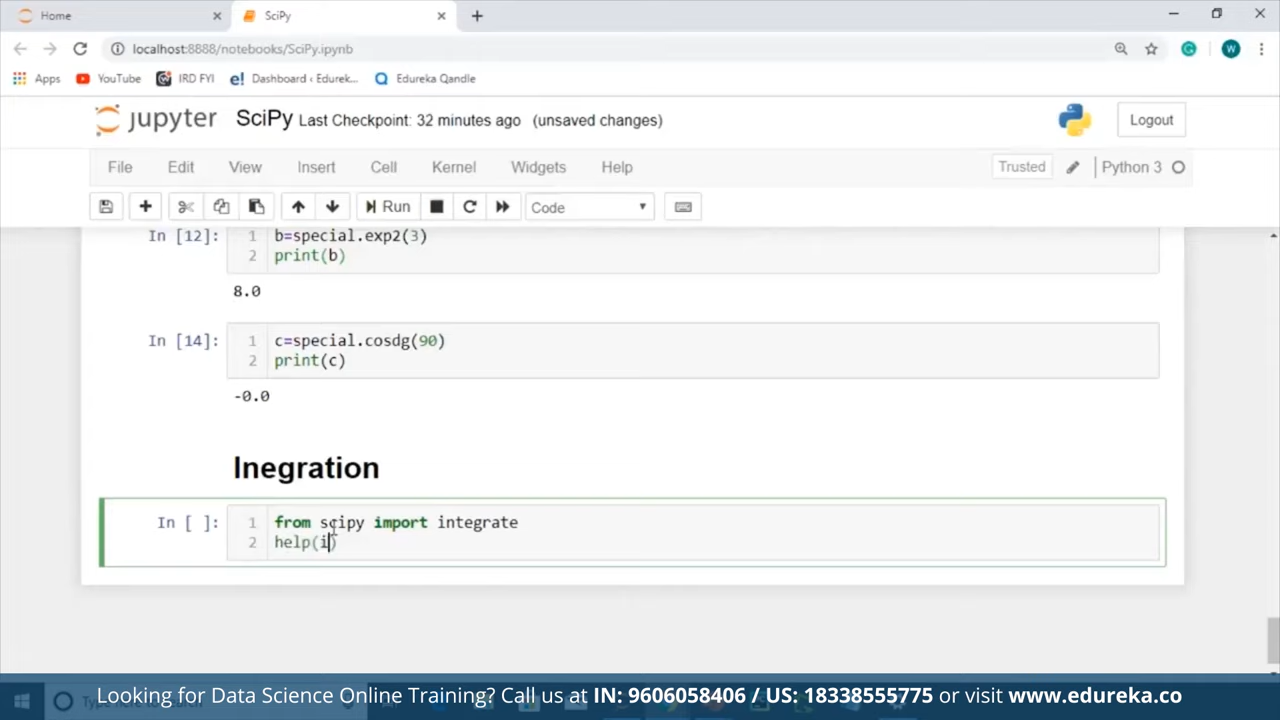 Home
SciPy
localhost:8888/notebooks/SciPy.ipynb
W
Apps
YouTube
IRD FYI
e! Dashboard ‹ Edurek...
Edureka Qandle
jupyter
SciPy Last Checkpoint: 32 minutes ago (unsaved changes)
Logout
File Edit View Insert Cell Kernel Widgets Help
Trusted
Python 3
Run
Code
In [12]:
1 b=special.exp2(3)
2 print(b)
8.0
In [14]:
1 c=special.cosdg(90)
2 print(c)
-0.0
Inegration
In [ ]:
1 from scipy import integrate
2 help(i)
Looking for Data Science Online Training? Call us at IN: 9606058406 / US: 18338555775 or visit www.edureka.co